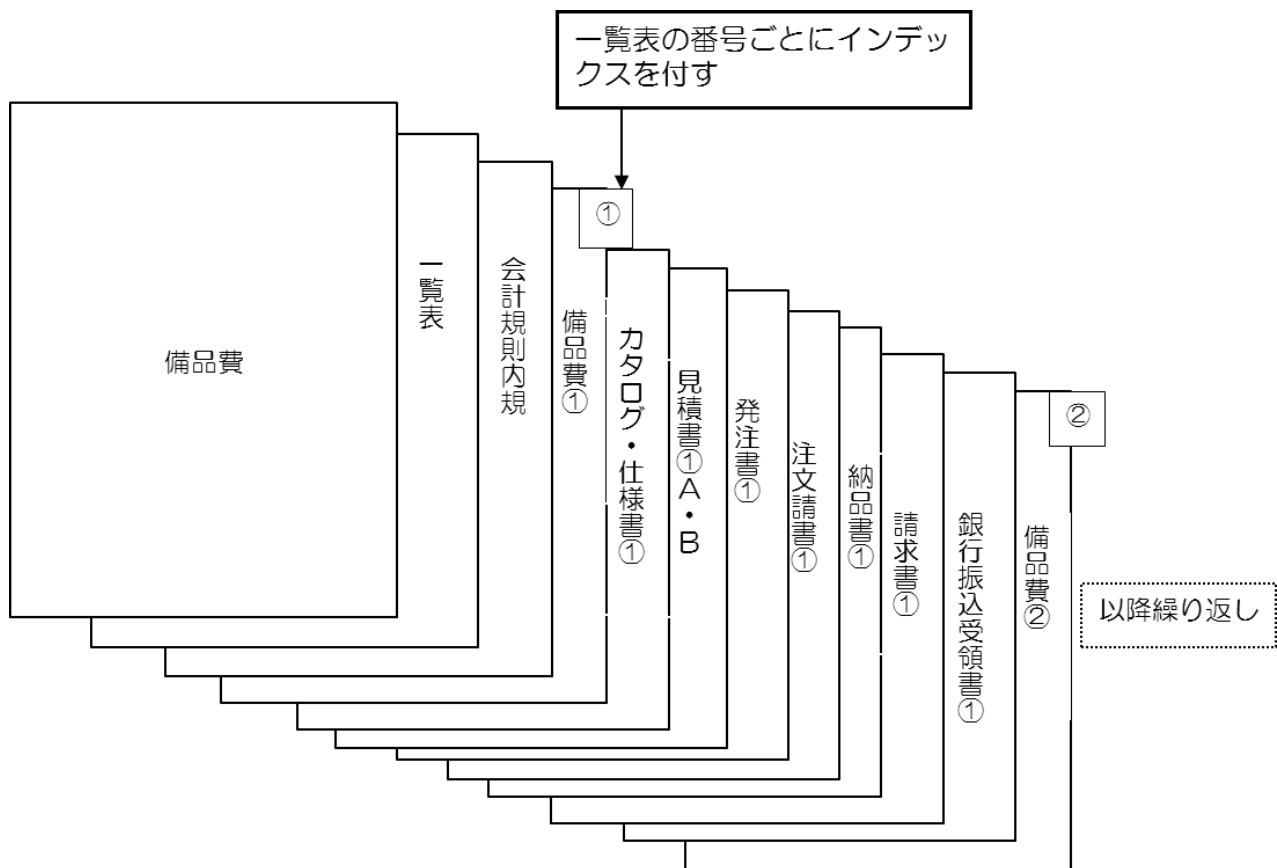 一覧表の番号ごとにインデッ
クスを付す
備品費
一覧表
会計規則内規
備品費①
①
カタログ・仕様書①
見積書①A・B
発注書①
注文請書①
納品書①
請求書①
銀行振込受領書①
備品費②
②
以降繰り返し